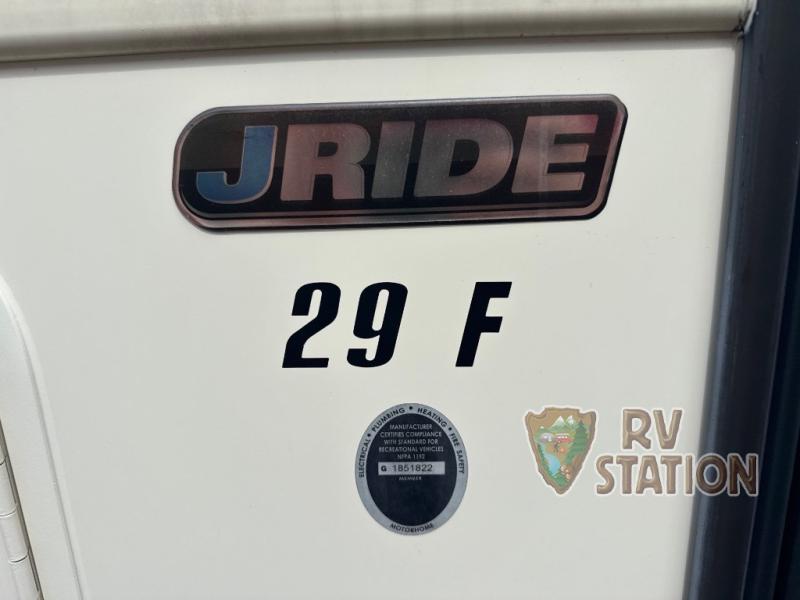 JRIDE
29 F
ELECTRICAL • PLUMBING • HEATING • FIRE SAFETY
MANUFACTURER
CERTIFIES COMPLIANCE
WITH STANDARD FOR
RECREATIONAL VEHICLES
NFPA 1192
G 1851822
MEMBER
MOTORHOME
RV
STATION